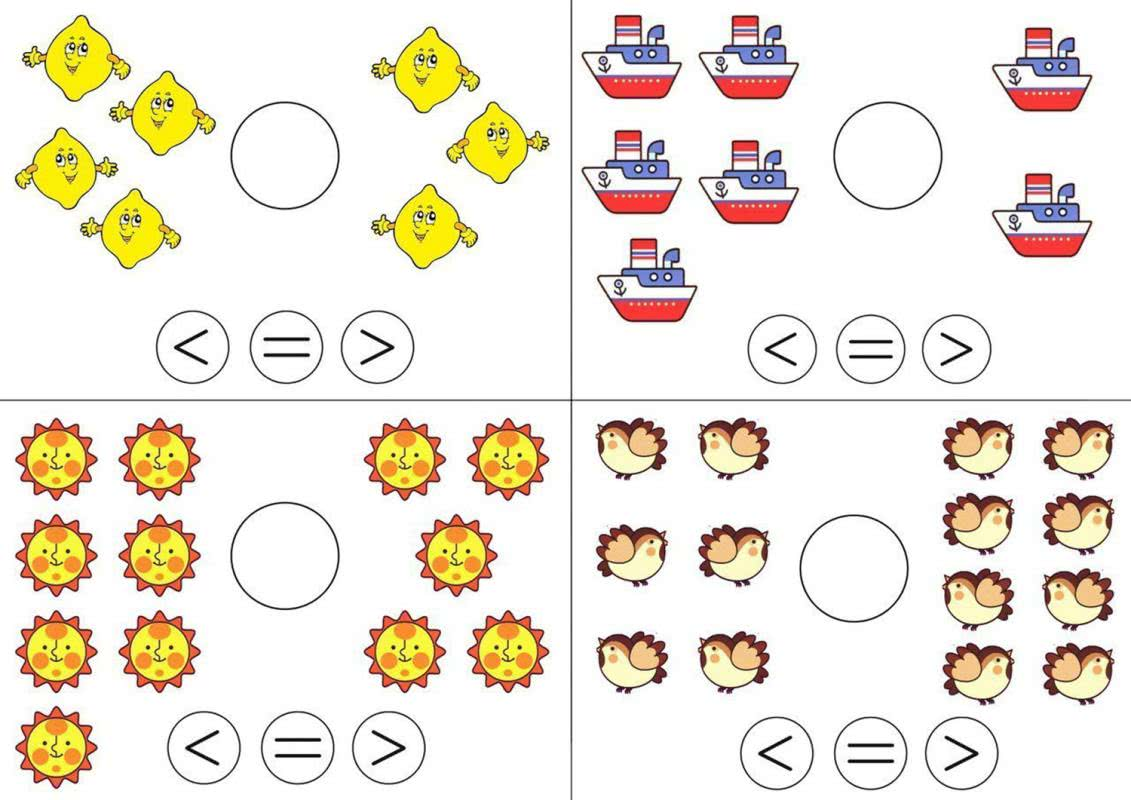 < = >
< = >
< = >
< = >